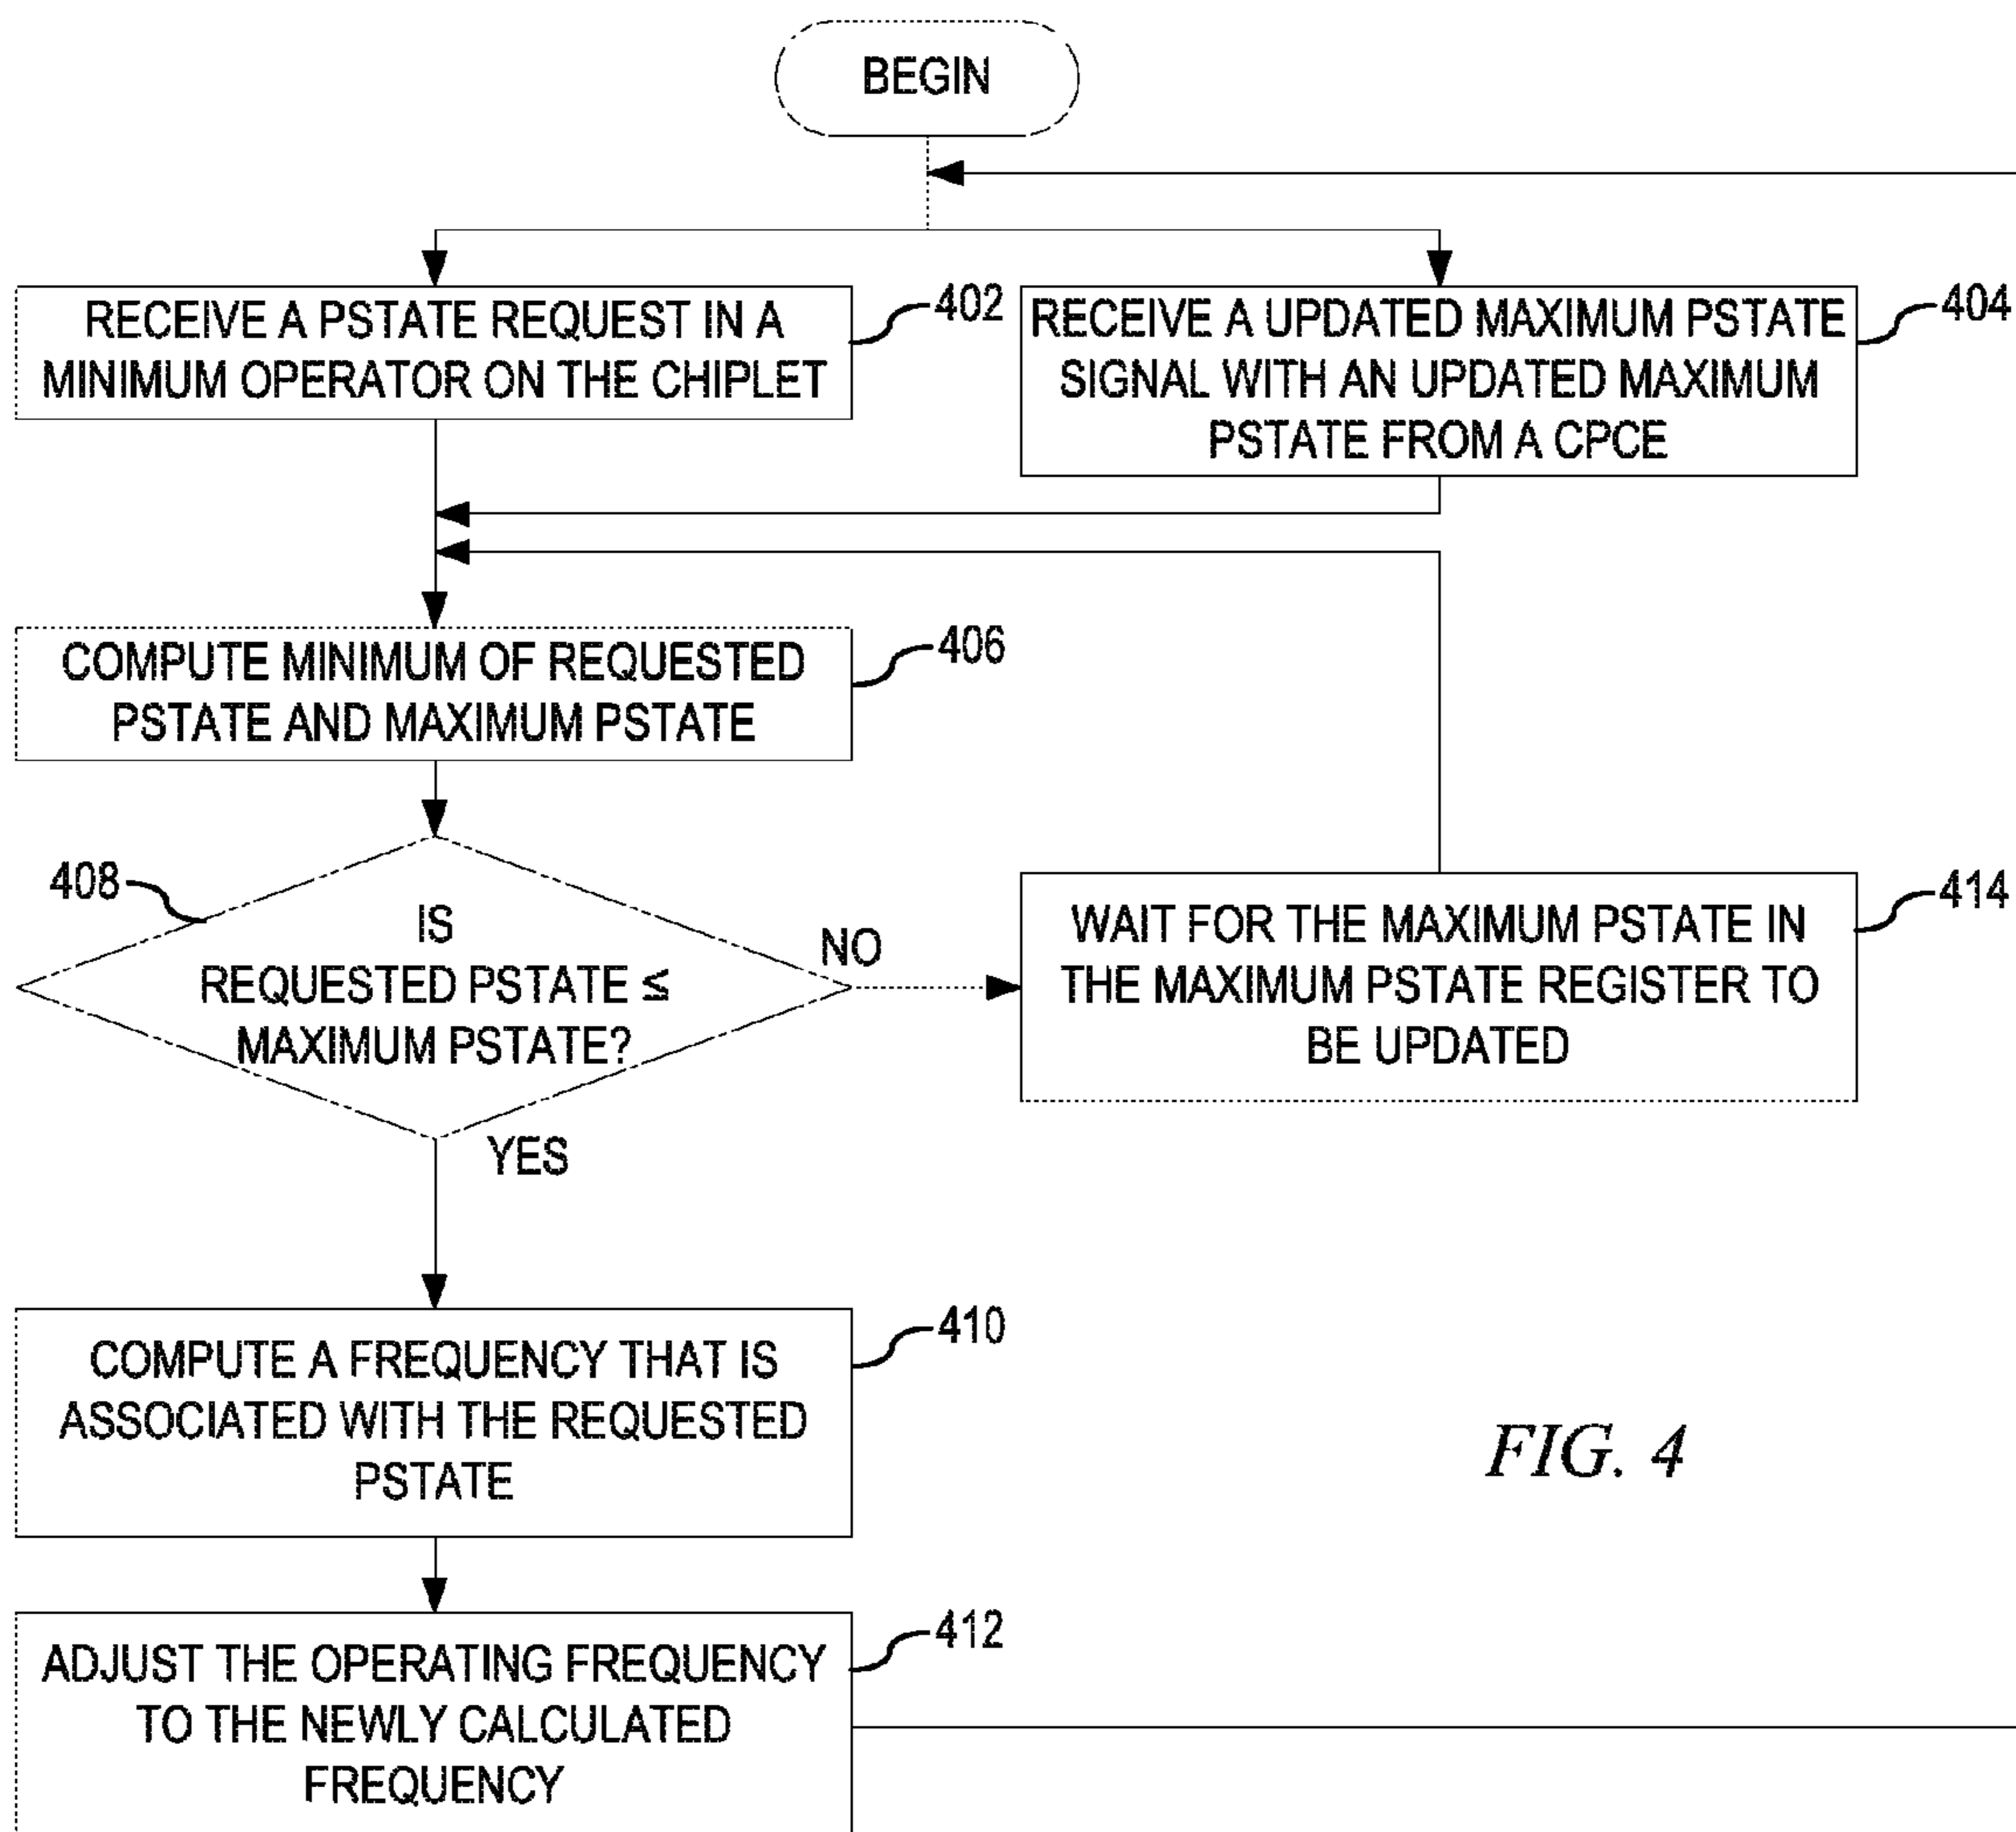 BEGIN
RECEIVE A PSTATE REQUEST IN A
MINIMUM OPERATOR ON THE CHIPLET
402
RECEIVE A UPDATED MAXIMUM PSTATE
SIGNAL WITH AN UPDATED MAXIMUM
PSTATE FROM A CPCE
404
COMPUTE MINIMUM OF REQUESTED
PSTATE AND MAXIMUM PSTATE
406
408
IS
REQUESTED PSTATE ≤
MAXIMUM PSTATE?
NO
YES
WAIT FOR THE MAXIMUM PSTATE IN
THE MAXIMUM PSTATE REGISTER TO
BE UPDATED
414
COMPUTE A FREQUENCY THAT IS
ASSOCIATED WITH THE REQUESTED
PSTATE
410
FIG. 4
ADJUST THE OPERATING FREQUENCY
TO THE NEWLY CALCULATED
FREQUENCY
412